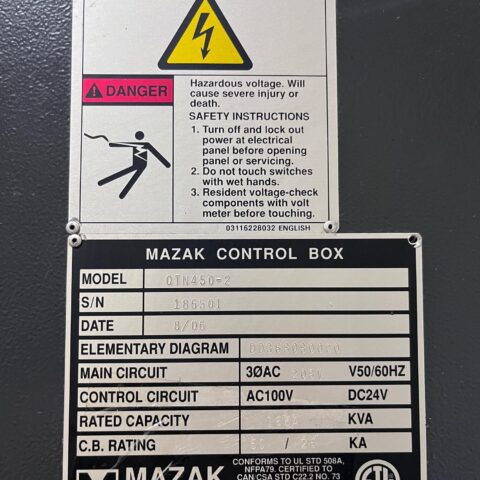 DANGER
Hazardous voltage. Will
cause severe injury or
death.
SAFETY INSTRUCTIONS
1. Turn off and lock out
power at electrical
panel before opening
panel or servicing.
2. Do not touch switches
with wet hands.
3. Resident voltage-check
components with volt
meter before touching.
03116228032 ENGLISH
MAZAK CONTROL BOX
MODEL QTN450-2
S/N 186501
DATE 8/06
ELEMENTARY DIAGRAM
MAIN CIRCUIT 3ØAC V50/60HZ
CONTROL CIRCUIT AC100V DC24V
RATED CAPACITY KVA
C.B. RATING / KA
MAZAK
CONFORMS TO UL STD 508A,
NFPA79. CERTIFIED TO
CAN CSA STD C22.2 NO. 73